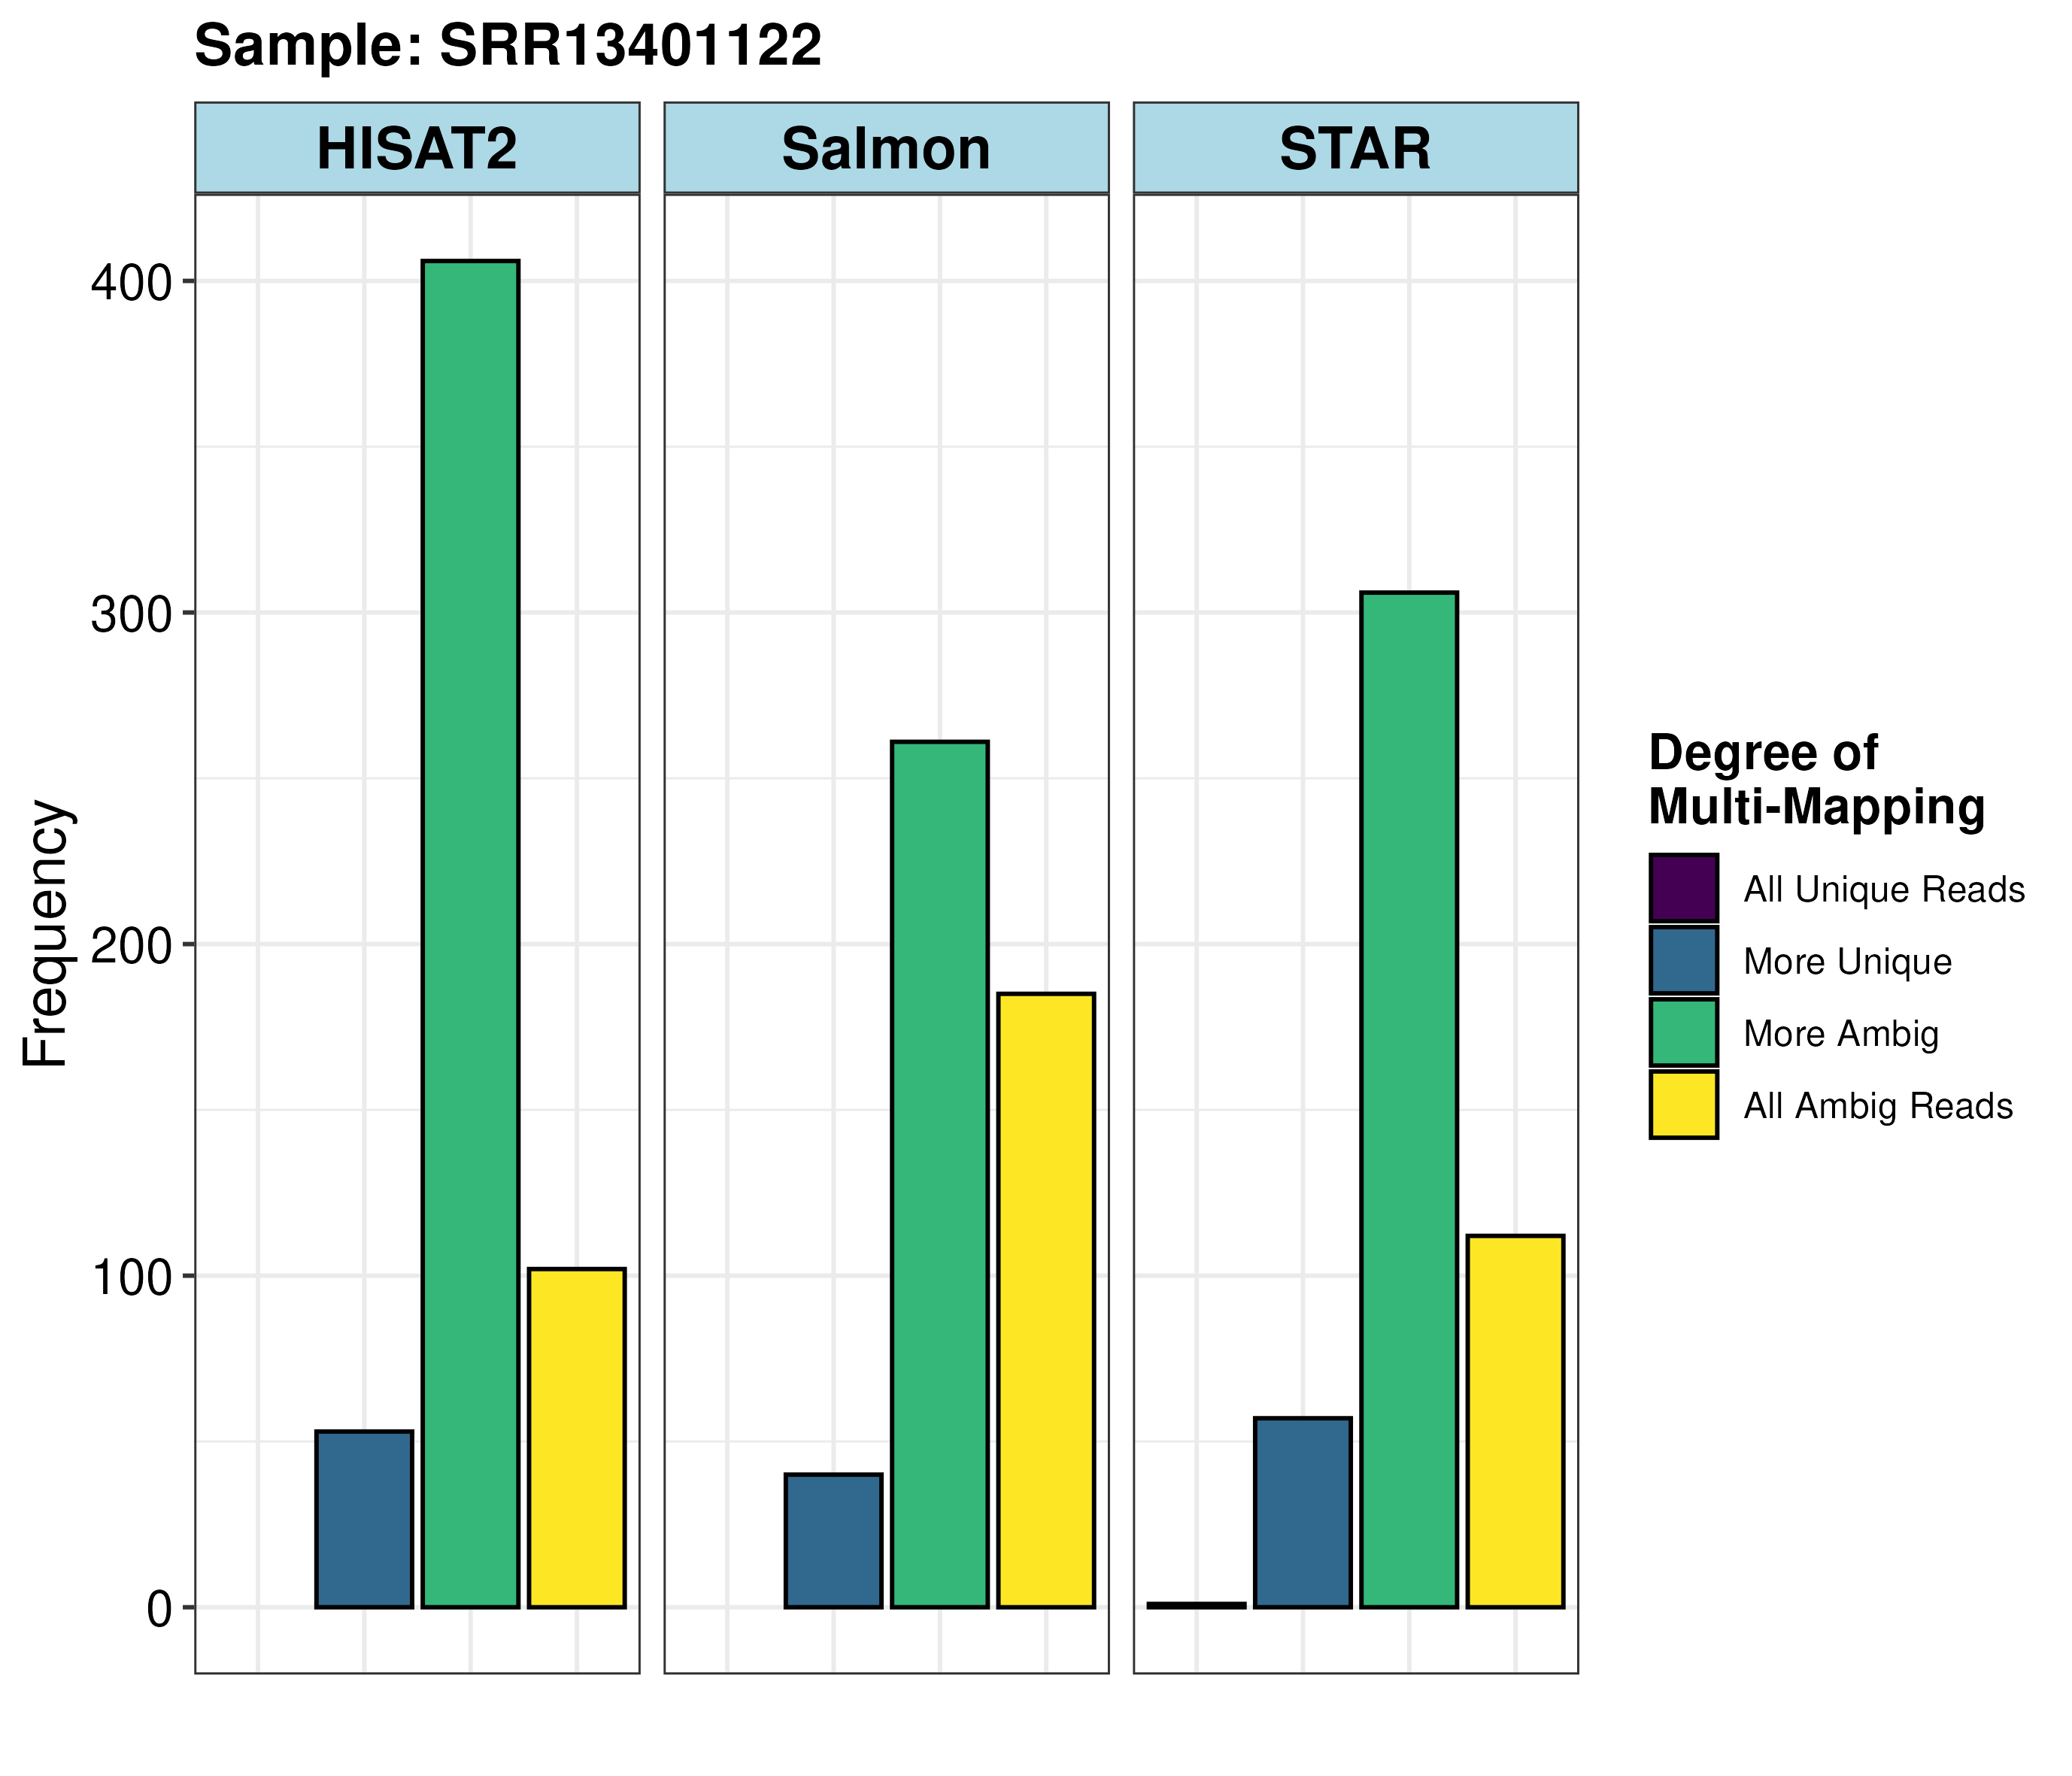 Sample: SRR13401122
HISAT2
Salmon
STAR
400
300
200
100
0
Frequency
Degree of
Multi-Mapping
All Unique Reads
More Unique
More Ambig
All Ambig Reads